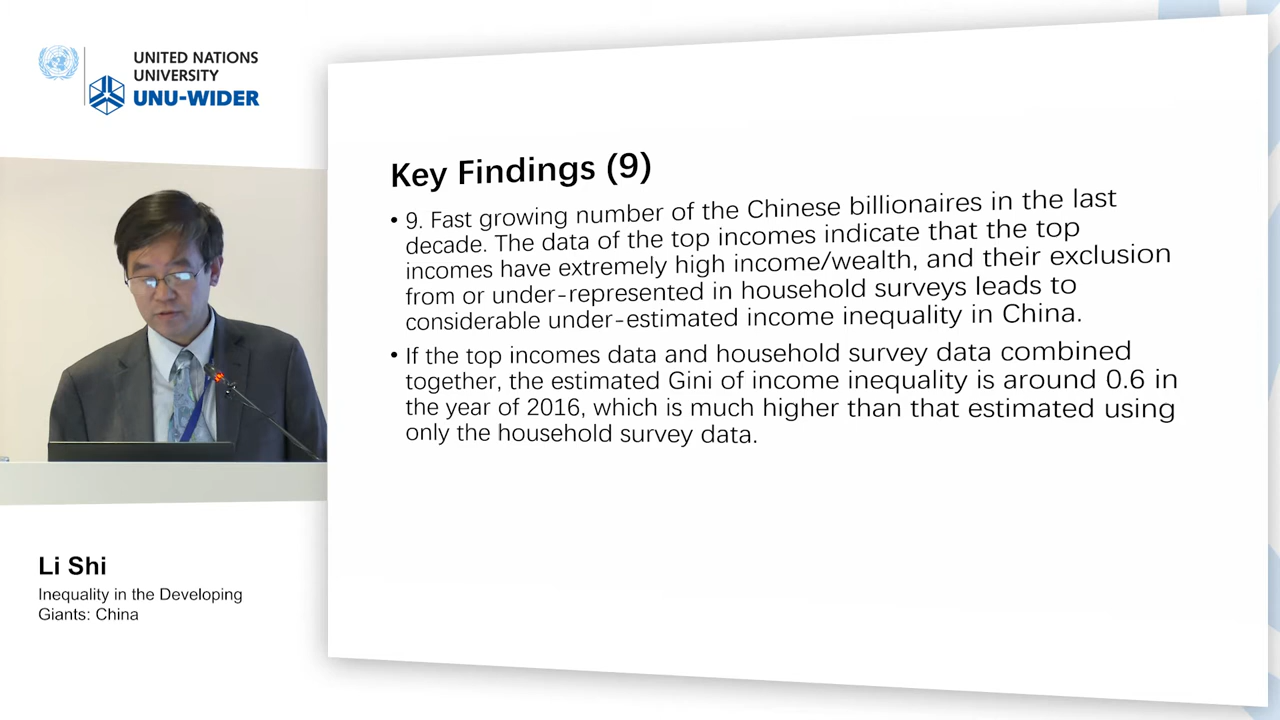 UNITED NATIONS
UNIVERSITY
UNU-WIDER
Key Findings (9)
• 9. Fast growing number of the Chinese billionaires in the last
decade. The data of the top incomes indicate that the top
incomes have extremely high income/wealth, and their exclusion
from or under-represented in household surveys leads to
considerable under-estimated income inequality in China.
• If the top incomes data and household survey data combined
together, the estimated Gini of income inequality is around 0.6 in
the year of 2016, which is much higher than that estimated using
only the household survey data.
Li Shi
Inequality in the Developing
Giants: China